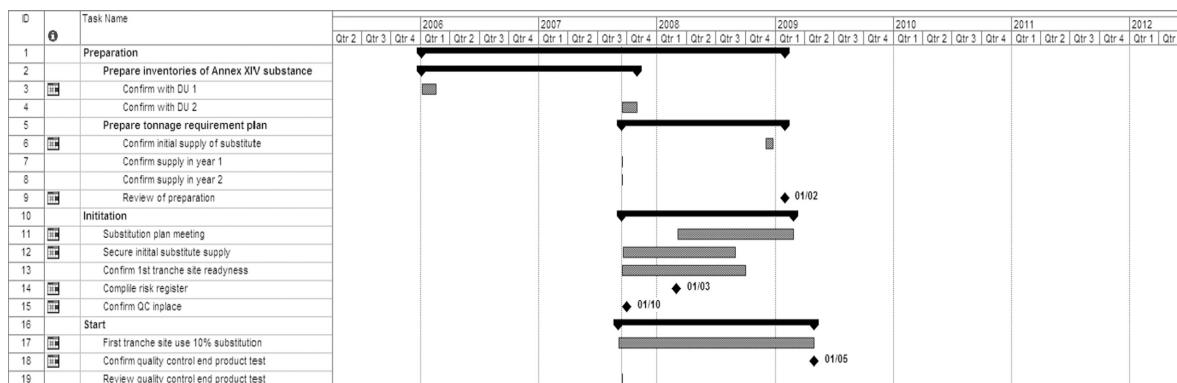 ID Task Name 2006 2007 2008 2009 2010 2011 2012
Qtr 2 Qtr 3 Qtr 4 Qtr 1 Qtr 2 Qtr 3 Qtr 4 Qtr 1 Qtr 2 Qtr 3 Qtr 4 Qtr 1 Qtr 2 Qtr 3 Qtr 4 Qtr 1 Qtr 2 Qtr 3 Qtr 4 Qtr 1 Qtr 2 Qtr 3 Qtr 4 Qtr 1 Qtr 2 Qtr 3 Qtr 4 Qtr 1 Qtr
1 Preparation
2 Prepare inventories of Annex XIV substance
3 Confirm with DU 1
4 Confirm with DU 2
5 Prepare tonnage requirement plan
6 Confirm initial supply of substitute
7 Confirm supply in year 1
8 Confirm supply in year 2
9 Review of preparation 01/02
10 Inititation
11 Substitution plan meeting
12 Secure initital substitute supply
13 Confirm 1st tranche site readyness
14 Complile risk register 01/03
15 Confirm QC inplace 01/10
16 Start
17 First tranche site use 10% substitution
18 Confirm quality control end product test 01/05
19 Review quality control end product test